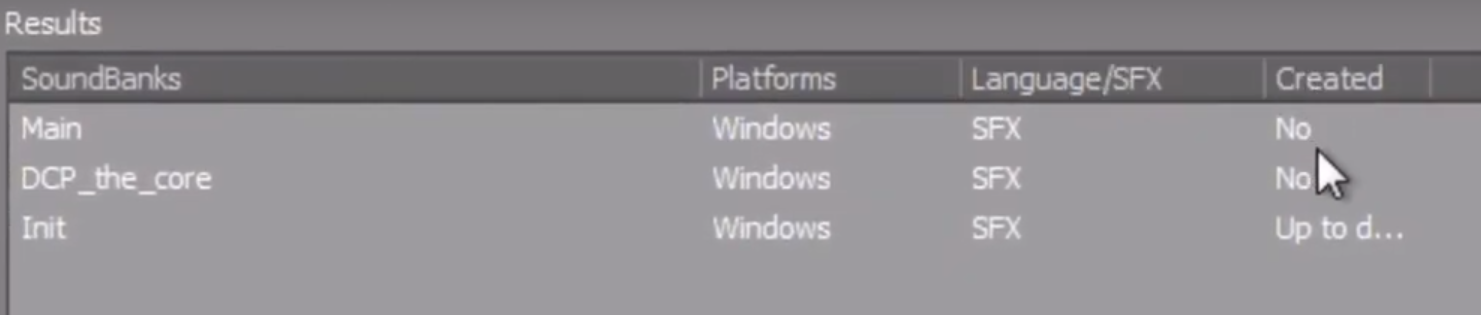 Results
SoundBanks Platforms Language/SFX Created
Main Windows SFX No
DCP_the_core Windows SFX No
Init Windows SFX Up to d...